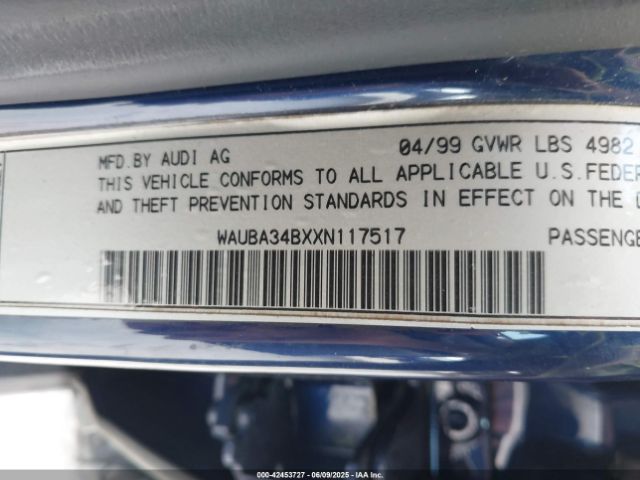 MFD.BY AUDI AG 04/99 GVWR LBS 4982
THIS VEHICLE CONFORMS TO ALL APPLICABLE U.S.FEDER
AND THEFT PREVENTION STANDARDS IN EFFECT ON THE
WAUBA34BXXN117517 PASSENGE
00-42453727 - 06/09/2025 - IAA Inc.